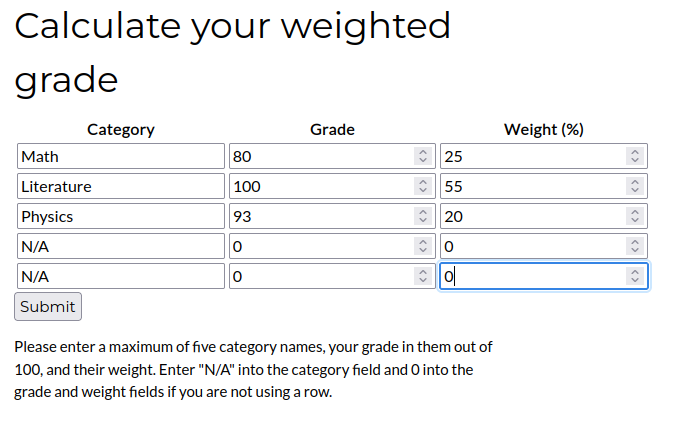 Calculate your weighted
grade
Category Grade Weight (%)
Math 80 25
Literature 100 55
Physics 93 20
N/A 0 0
N/A 0 0
Submit
Please enter a maximum of five category names, your grade in them out of
100, and their weight. Enter "N/A" into the category field and 0 into the
grade and weight fields if you are not using a row.